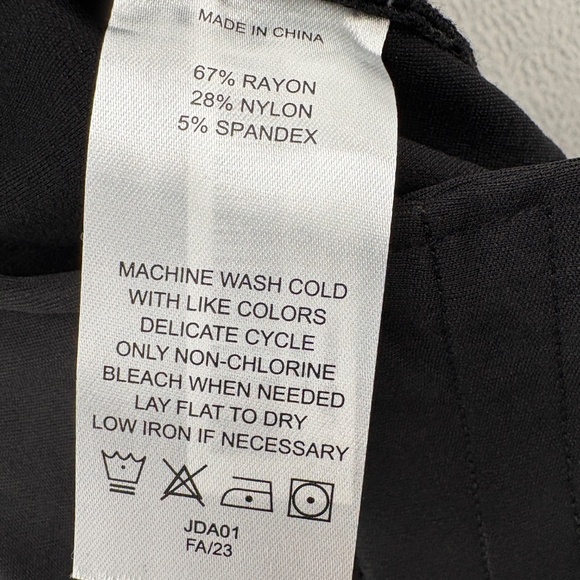 MADE IN CHINA
67% RAYON
28% NYLON
5% SPANDEX
MACHINE WASH COLD
WITH LIKE COLORS
DELICATE CYCLE
ONLY NON-CHLORINE
BLEACH WHEN NEEDED
LAY FLAT TO DRY
LOW IRON IF NECESSARY
JDA01
FA/23